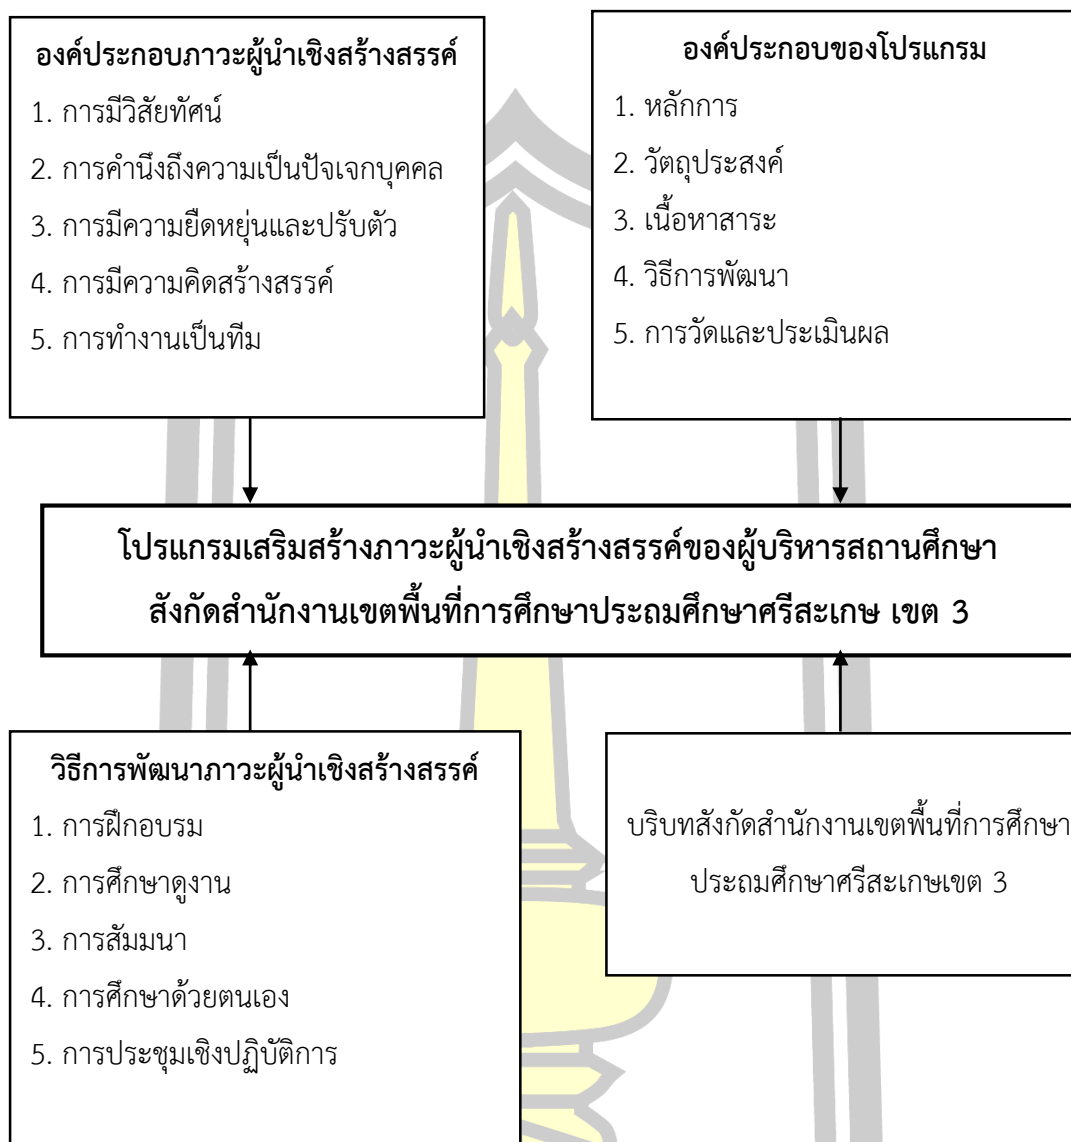 องค์ประกอบภาวะผู้นำเชิงสร้างสรรค์
1. การมีวิสัยทัศน์
2. การคำนึงถึงความเป็นปัจเจกบุคคล
3. การมีความยืดหยุ่นและปรับตัว
4. การมีความคิดสร้างสรรค์
5. การทำงานเป็นทีม
องค์ประกอบของโปรแกรม
1. หลักการ
2. วัตถุประสงค์
3. เนื้อหาสาระ
4. วิธีการพัฒนา
5. การวัดและประเมินผล
โปรแกรมเสริมสร้างภาวะผู้นำเชิงสร้างสรรค์ของผู้บริหารสถานศึกษา
สังกัดสำนักงานเขตพื้นที่การศึกษาประถมศึกษาศรีสะเกษ เขต 3
วิธีการพัฒนาภาวะผู้นำเชิงสร้างสรรค์
1. การฝึกอบรม
2. การศึกษาดูงาน
3. การสัมมนา
4. การศึกษาด้วยตนเอง
5. การประชุมเชิงปฏิบัติการ
บริบทสังกัดสำนักงานเขตพื้นที่การศึกษา
ประถมศึกษาศรีสะเกษเขต 3